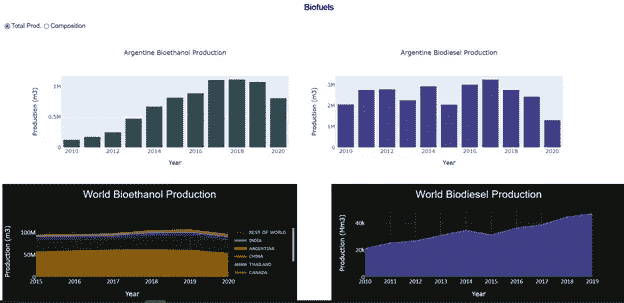 Biofuels
Total Prod. Composition
Argentine Bioethanol Production
Production (m3)
1M
0.5M
0
2010 2012 2014 2016 2018 2020
Year
Argentine Biodiesel Production
Production (m3)
3M
2M
1M
0
2010 2012 2014 2016 2018 2020
Year
World Bioethanol Production
Production (m3)
100M
50M
0
2015 2016 2017 2018 2019 2020
Year
REST OF WORLD
INDIA
ARGENTINA
CHINA
THAILAND
CANADA
World Biodiesel Production
Production (Mm3)
40k
20k
0
2010 2011 2012 2013 2014 2015 2016 2017 2018 2019
Year